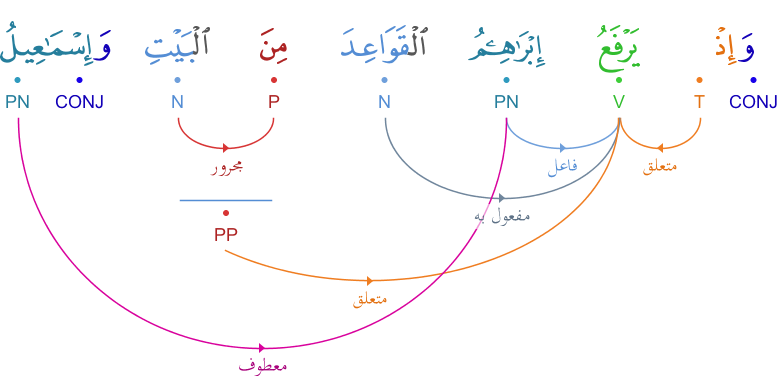 وَإِذْ يَرْفَعُ إِبْرَٰهِـۧمُ ٱلْقَوَاعِدَ مِنَ ٱلْبَيْتِ وَإِسْمَـٰعِيلُ
CONJ T V PN N P N CONJ PN
متعلق فاعل مجرور
مفعول به
PP
متعلق
معطوف